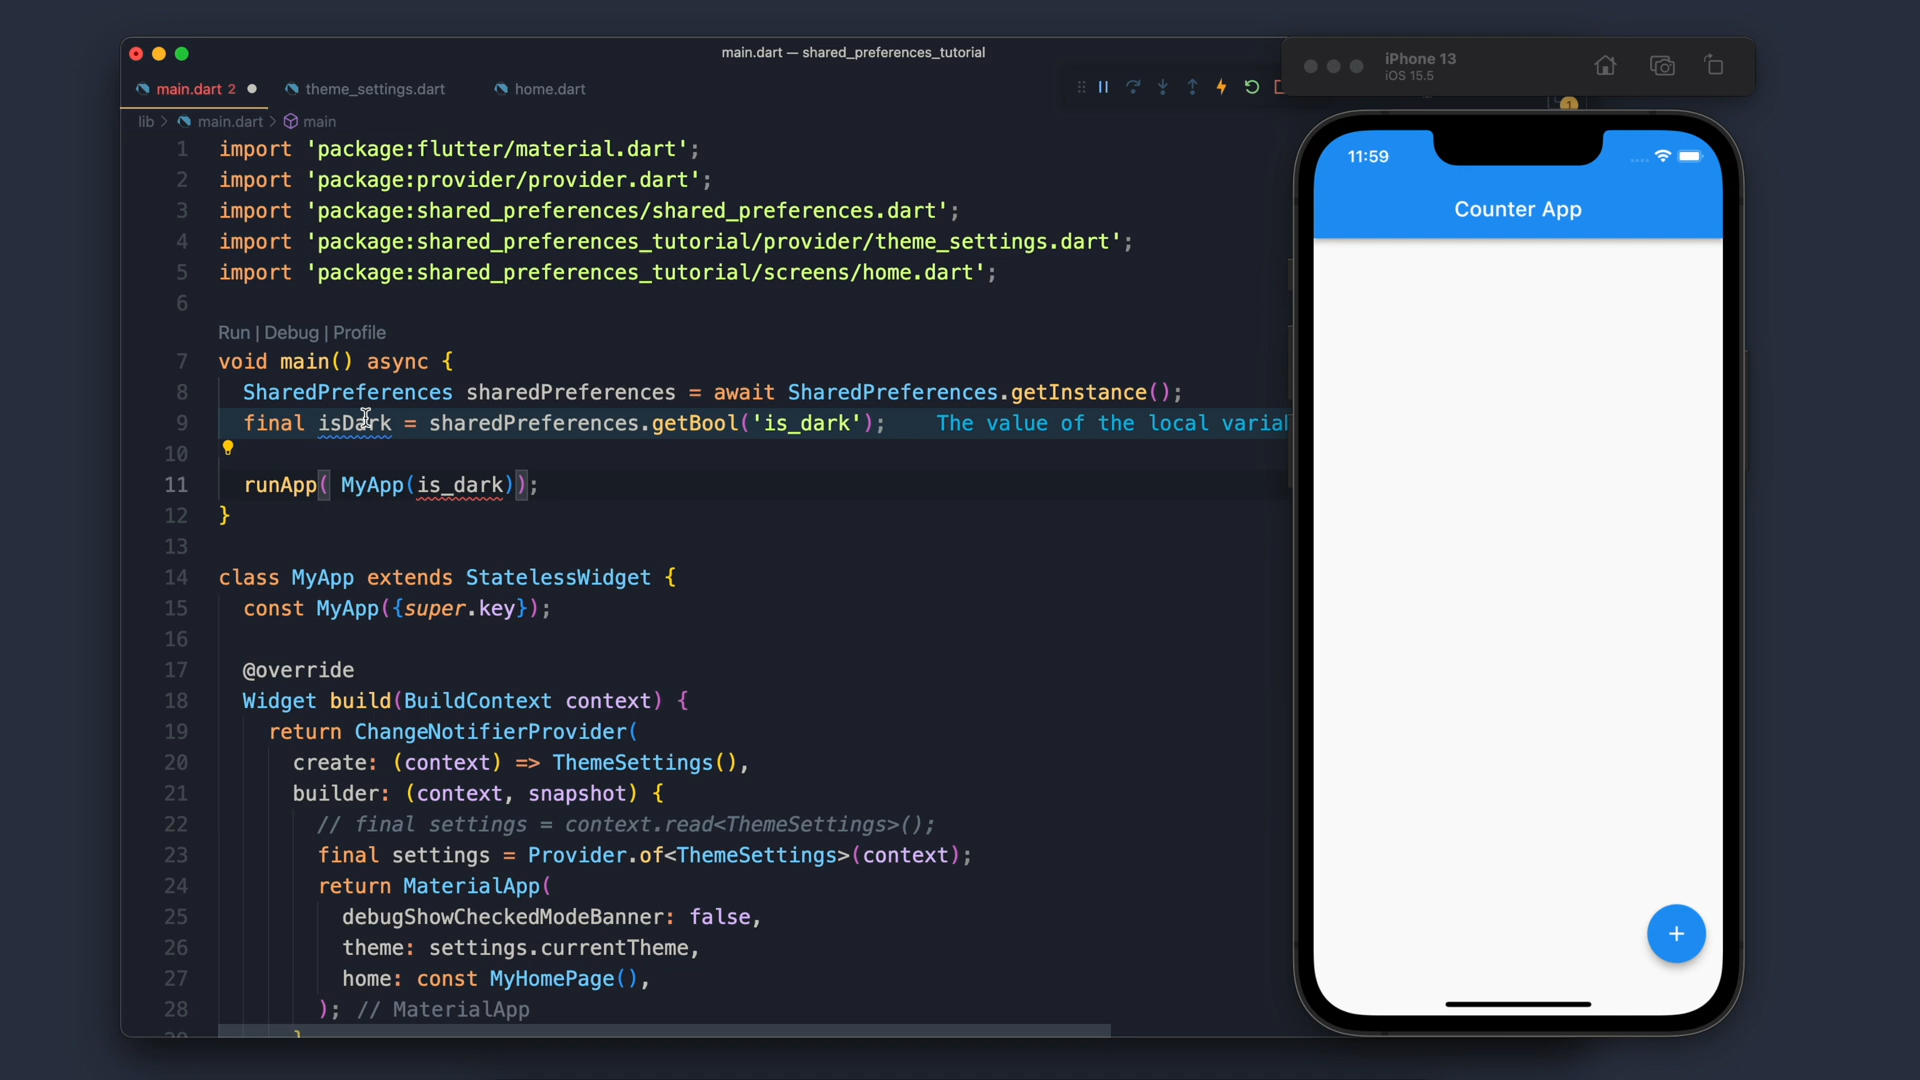 main.dart — shared_preferences_tutorial
main.dart 2
theme_settings.dart
home.dart
lib > main.dart > main
1 import 'package:flutter/material.dart';
2 import 'package:provider/provider.dart';
3 import 'package:shared_preferences/shared_preferences.dart';
4 import 'package:shared_preferences_tutorial/provider/theme_settings.dart';
5 import 'package:shared_preferences_tutorial/screens/home.dart';
6
Run | Debug | Profile
7 void main() async {
8 SharedPreferences sharedPreferences = await SharedPreferences.getInstance();
9 final isDark = sharedPreferences.getBool('is_dark'); The value of the local
10
11 runApp( MyApp(is_dark));
12 }
13
14 class MyApp extends StatelessWidget {
15 const MyApp({super.key});
16
17 @override
18 Widget build(BuildContext context) {
19 return ChangeNotifierProvider(
20 create: (context) => ThemeSettings(),
21 builder: (context, snapshot) {
22 // final settings = context.read<ThemeSettings>();
23 final settings = Provider.of<ThemeSettings>(context);
24 return MaterialApp(
25 debugShowCheckedModeBanner: false,
26 theme: settings.currentTheme,
27 home: const MyHomePage(),
28 ); // MaterialApp
iPhone 13
iOS 15.5
1
11:59
Counter App
+